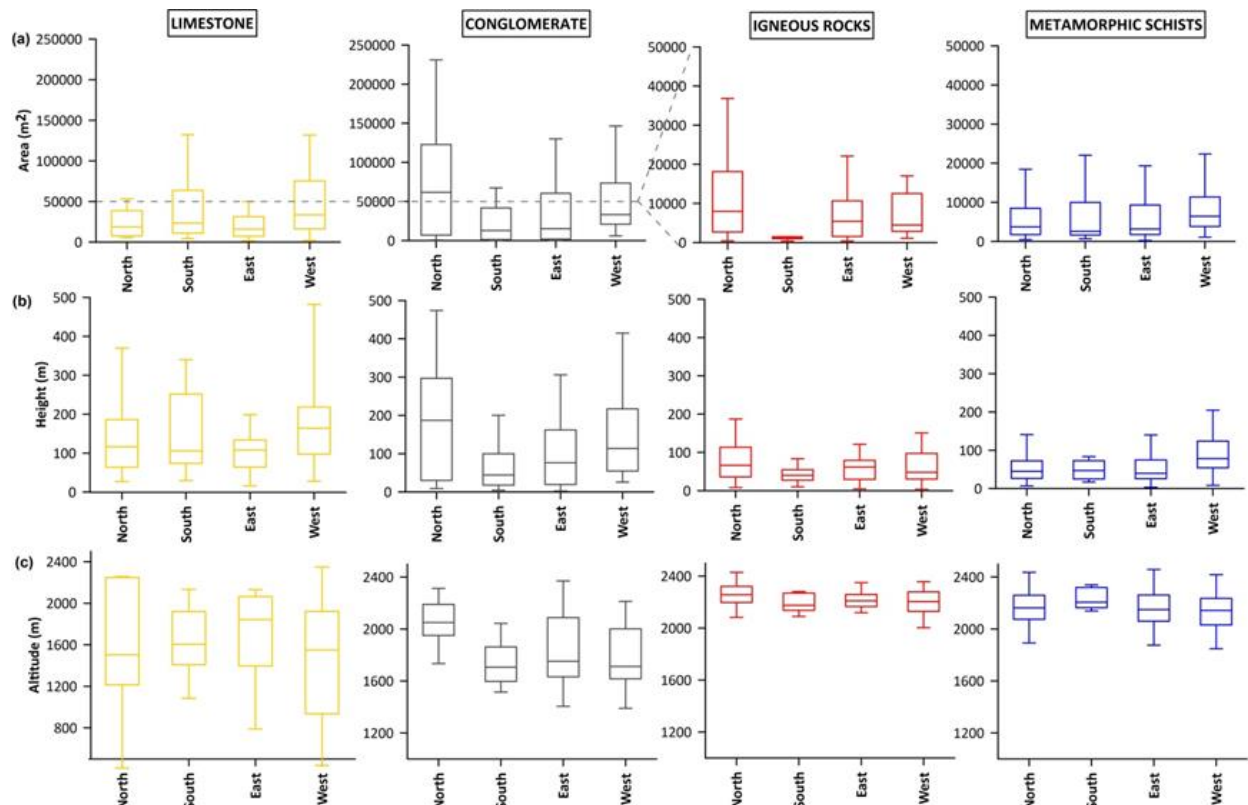 LIMESTONE
CONGLOMERATE
IGNEOUS ROCKS
METAMORPHIC SCHISTS
(a)
Area (m2)
250000
200000
150000
100000
50000
0
North
South
East
West
250000
200000
150000
100000
50000
0
North
South
East
West
50000
40000
30000
20000
10000
0
North
South
East
West
50000
40000
30000
20000
10000
0
North
South
East
West
(b)
Height (m)
500
400
300
200
100
0
North
South
East
West
500
400
300
200
100
0
North
South
East
West
500
400
300
200
100
0
North
South
East
West
500
400
300
200
100
0
North
South
East
West
(c)
Altitude (m)
2400
2000
1600
1200
800
North
South
East
West
2400
2000
1600
1200
North
South
East
West
2400
2000
1600
1200
North
South
East
West
2400
2000
1600
1200
North
South
East
West